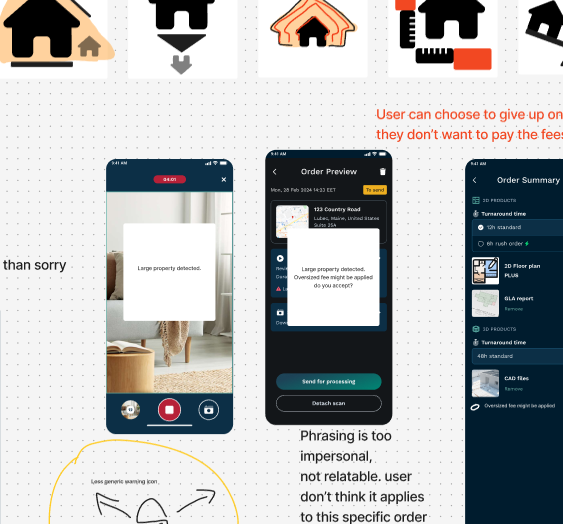 User can choose to give up on
they don't want to pay the fees
9:41 AM
04:01
Large property detected.
than sorry
9:41 AM
Order Preview
Mon, 28 Feb 2024 14:23 EET
To send
123 Country Road
Lubec, Maine, United States
Suite 25A
Large property detected.
Oversized fee might be applied
do you accept?
Send for processing
Detach scan
9:41 AM
Order Summary
2D PRODUCTS
Turnaround time
12h standard
6h rush order
2D Floor plan
PLUS
GLA report
Remove
3D PRODUCTS
Turnaround time
48h standard
CAD files
Remove
Oversized fee might be applied
Less generic warning icon
Phrasing is too
impersonal,
not relatable. user
don't think it applies
to this specific order